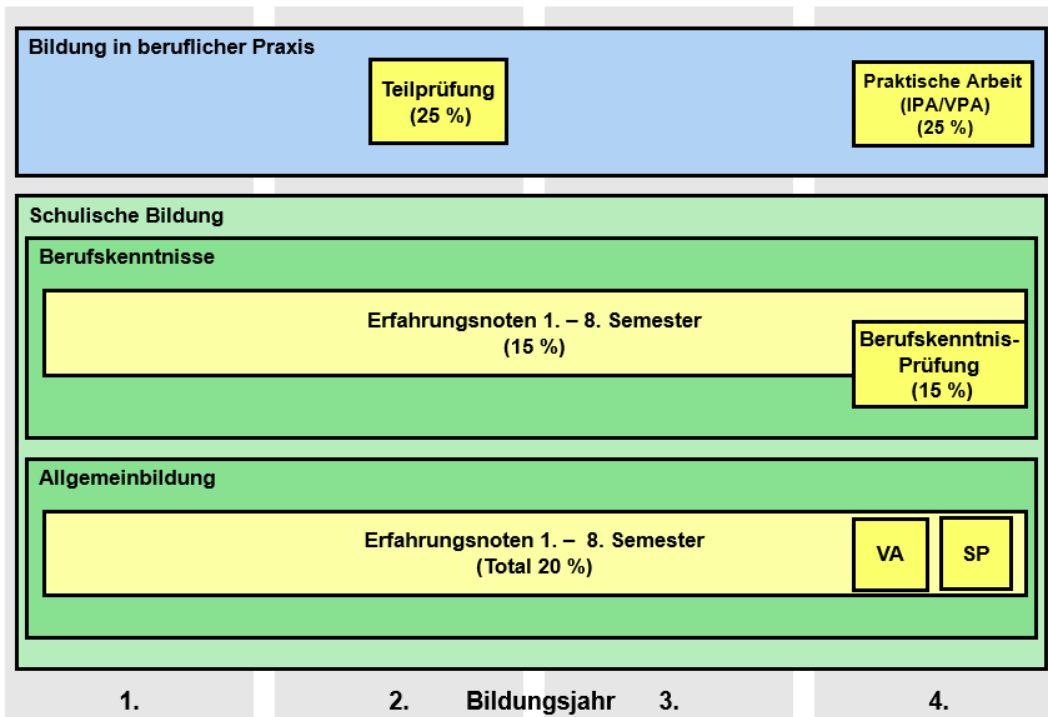 Bildung in beruflicher Praxis
Teilprüfung
(25 %)
Praktische Arbeit
(IPA/VPA)
(25 %)
Schulische Bildung
Berufskenntnisse
Erfahrungsnoten 1. – 8. Semester
(15 %)
Berufskenntnis-
Prüfung
(15 %)
Allgemeinbildung
Erfahrungsnoten 1. – 8. Semester
(Total 20 %)
VA
SP
1. 2. Bildungsjahr 3. 4.